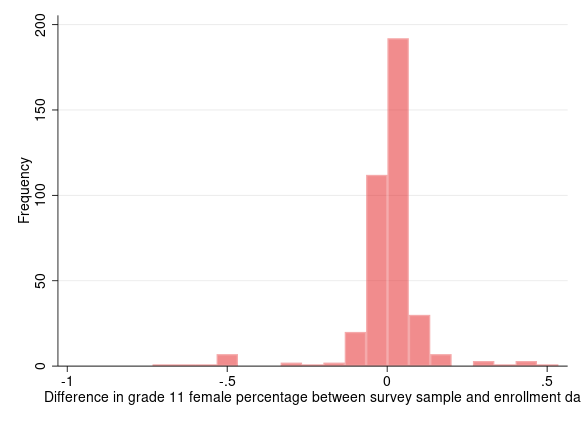 200
150
100
50
0
Frequency
-1 -.5 0 .5
Difference in grade 11 female percentage between survey sample and enrollment da